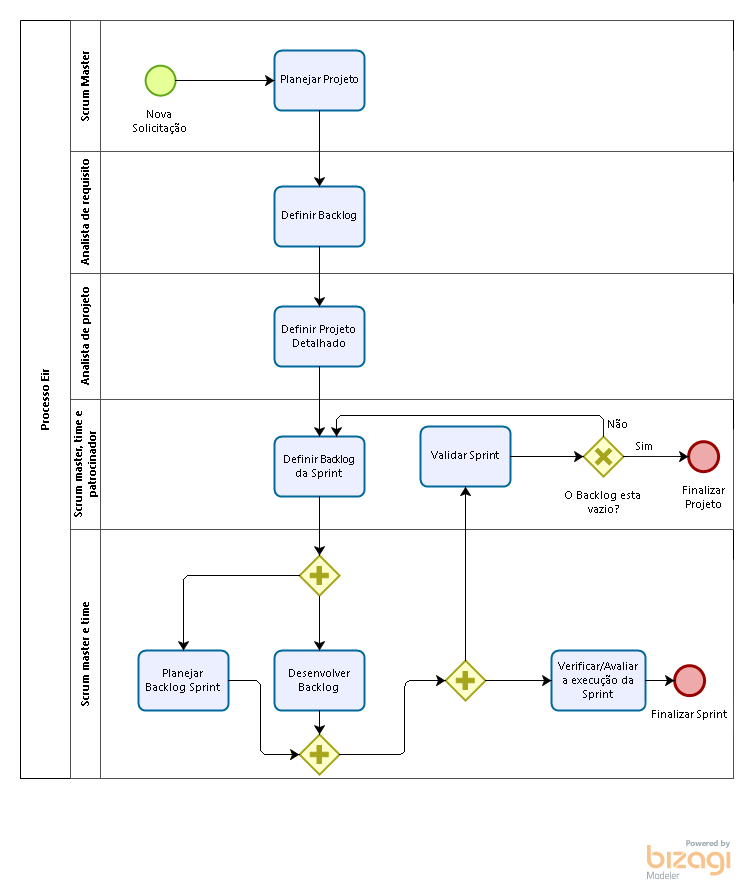 Processo Eir
Scrum Master
Nova
Solicitação
Planejar Projeto
Analista de requisito
Definir Backlog
Analista de projeto
Definir Projeto
Detalhado
Scrum master, time e
patrocinador
Definir Backlog
da Sprint
Validar Sprint
Não
Sim
O Backlog esta
vazio?
Finalizar
Projeto
Scrum master e time
Planejar
Backlog Sprint
Desenvolver
Backlog
Verificar/Avaliar
a execução da
Sprint
Finalizar Sprint
Powered by
bizagi
Modeler